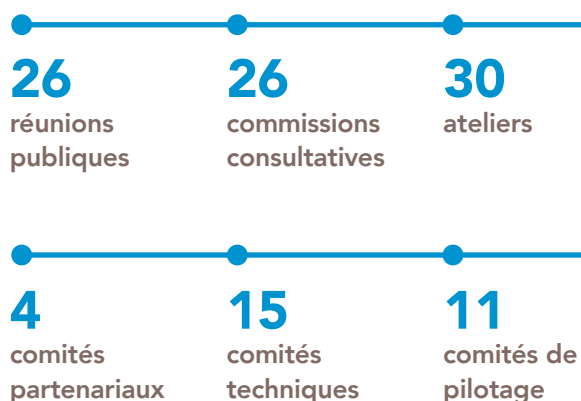 26
réunions
publiques
26
commissions
consultatives
30
ateliers
4
comités
partenariaux
15
comités
techniques
11
comités de
pilotage